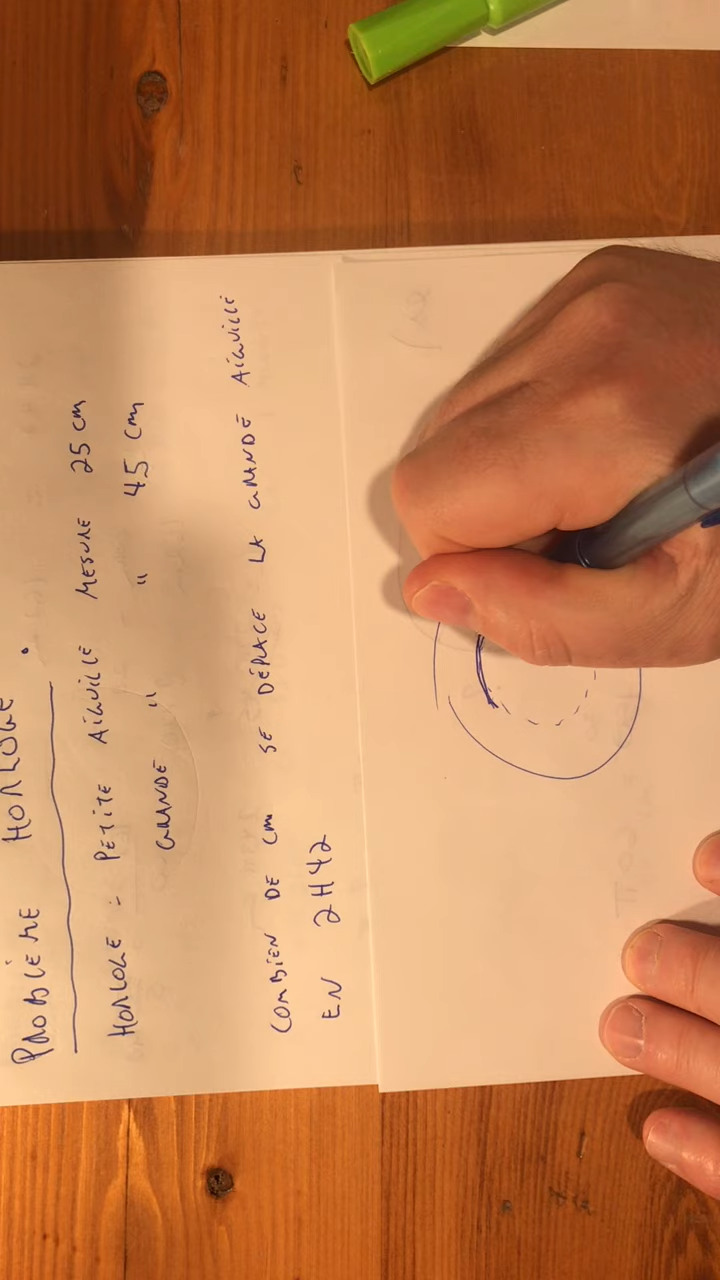 PROBLÈME HORLOGE.
HORLOGE : PETITE AIGUILLE MESURE 25 cm
GRANDE " " 45 cm
COMBIEN DE cm SE DÉPLACE LA GRANDE AIGUILLE
EN 2H42